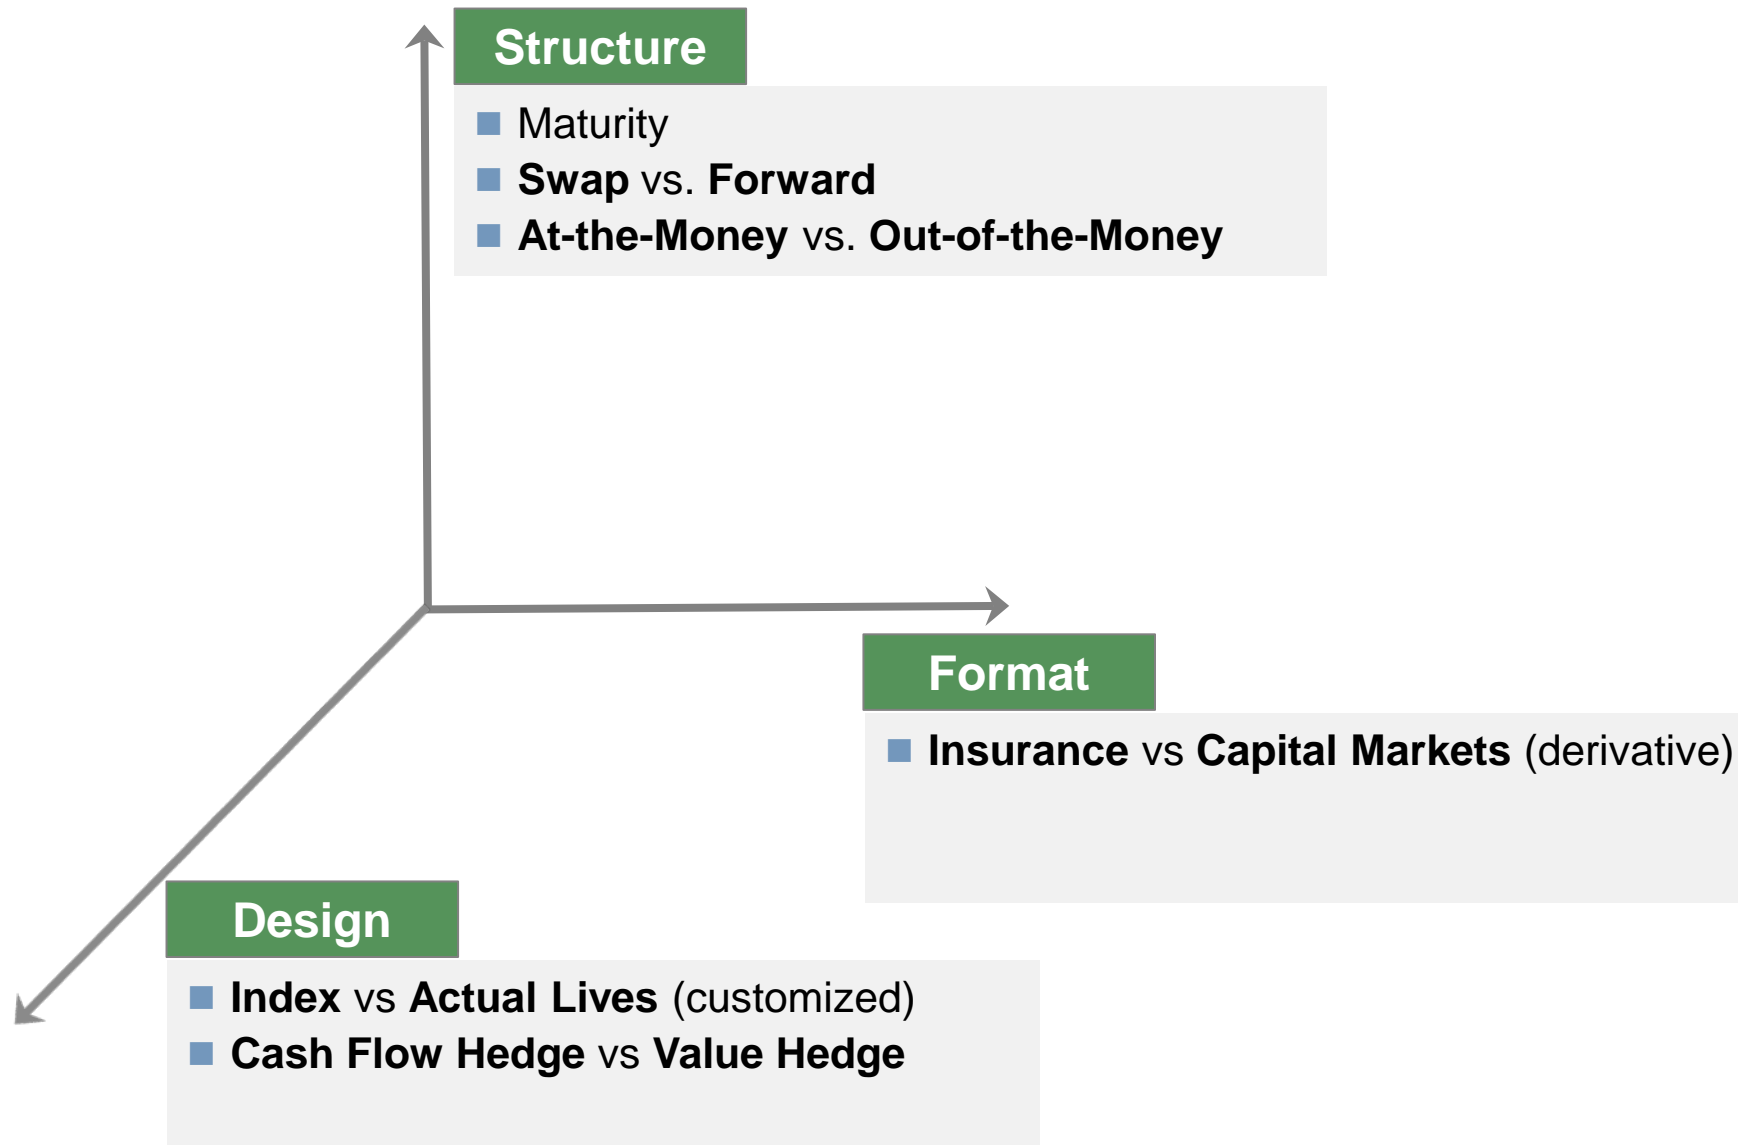 Structure
Maturity
Swap vs. Forward
At-the-Money vs. Out-of-the-Money
Format
Insurance vs Capital Markets (derivative)
Design
Index vs Actual Lives (customized)
Cash Flow Hedge vs Value Hedge